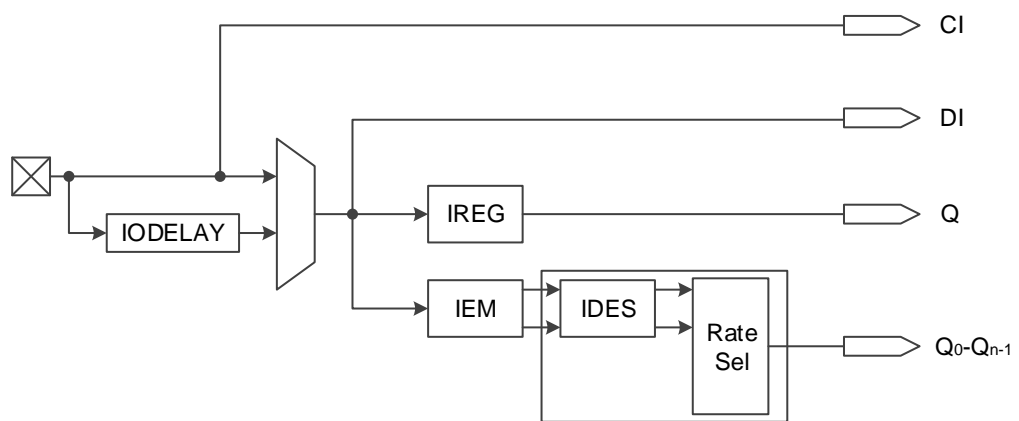 CI
DI
IREG
Q
IODELAY
IEM
IDES
Rate
Sel
Q0-Qn-1